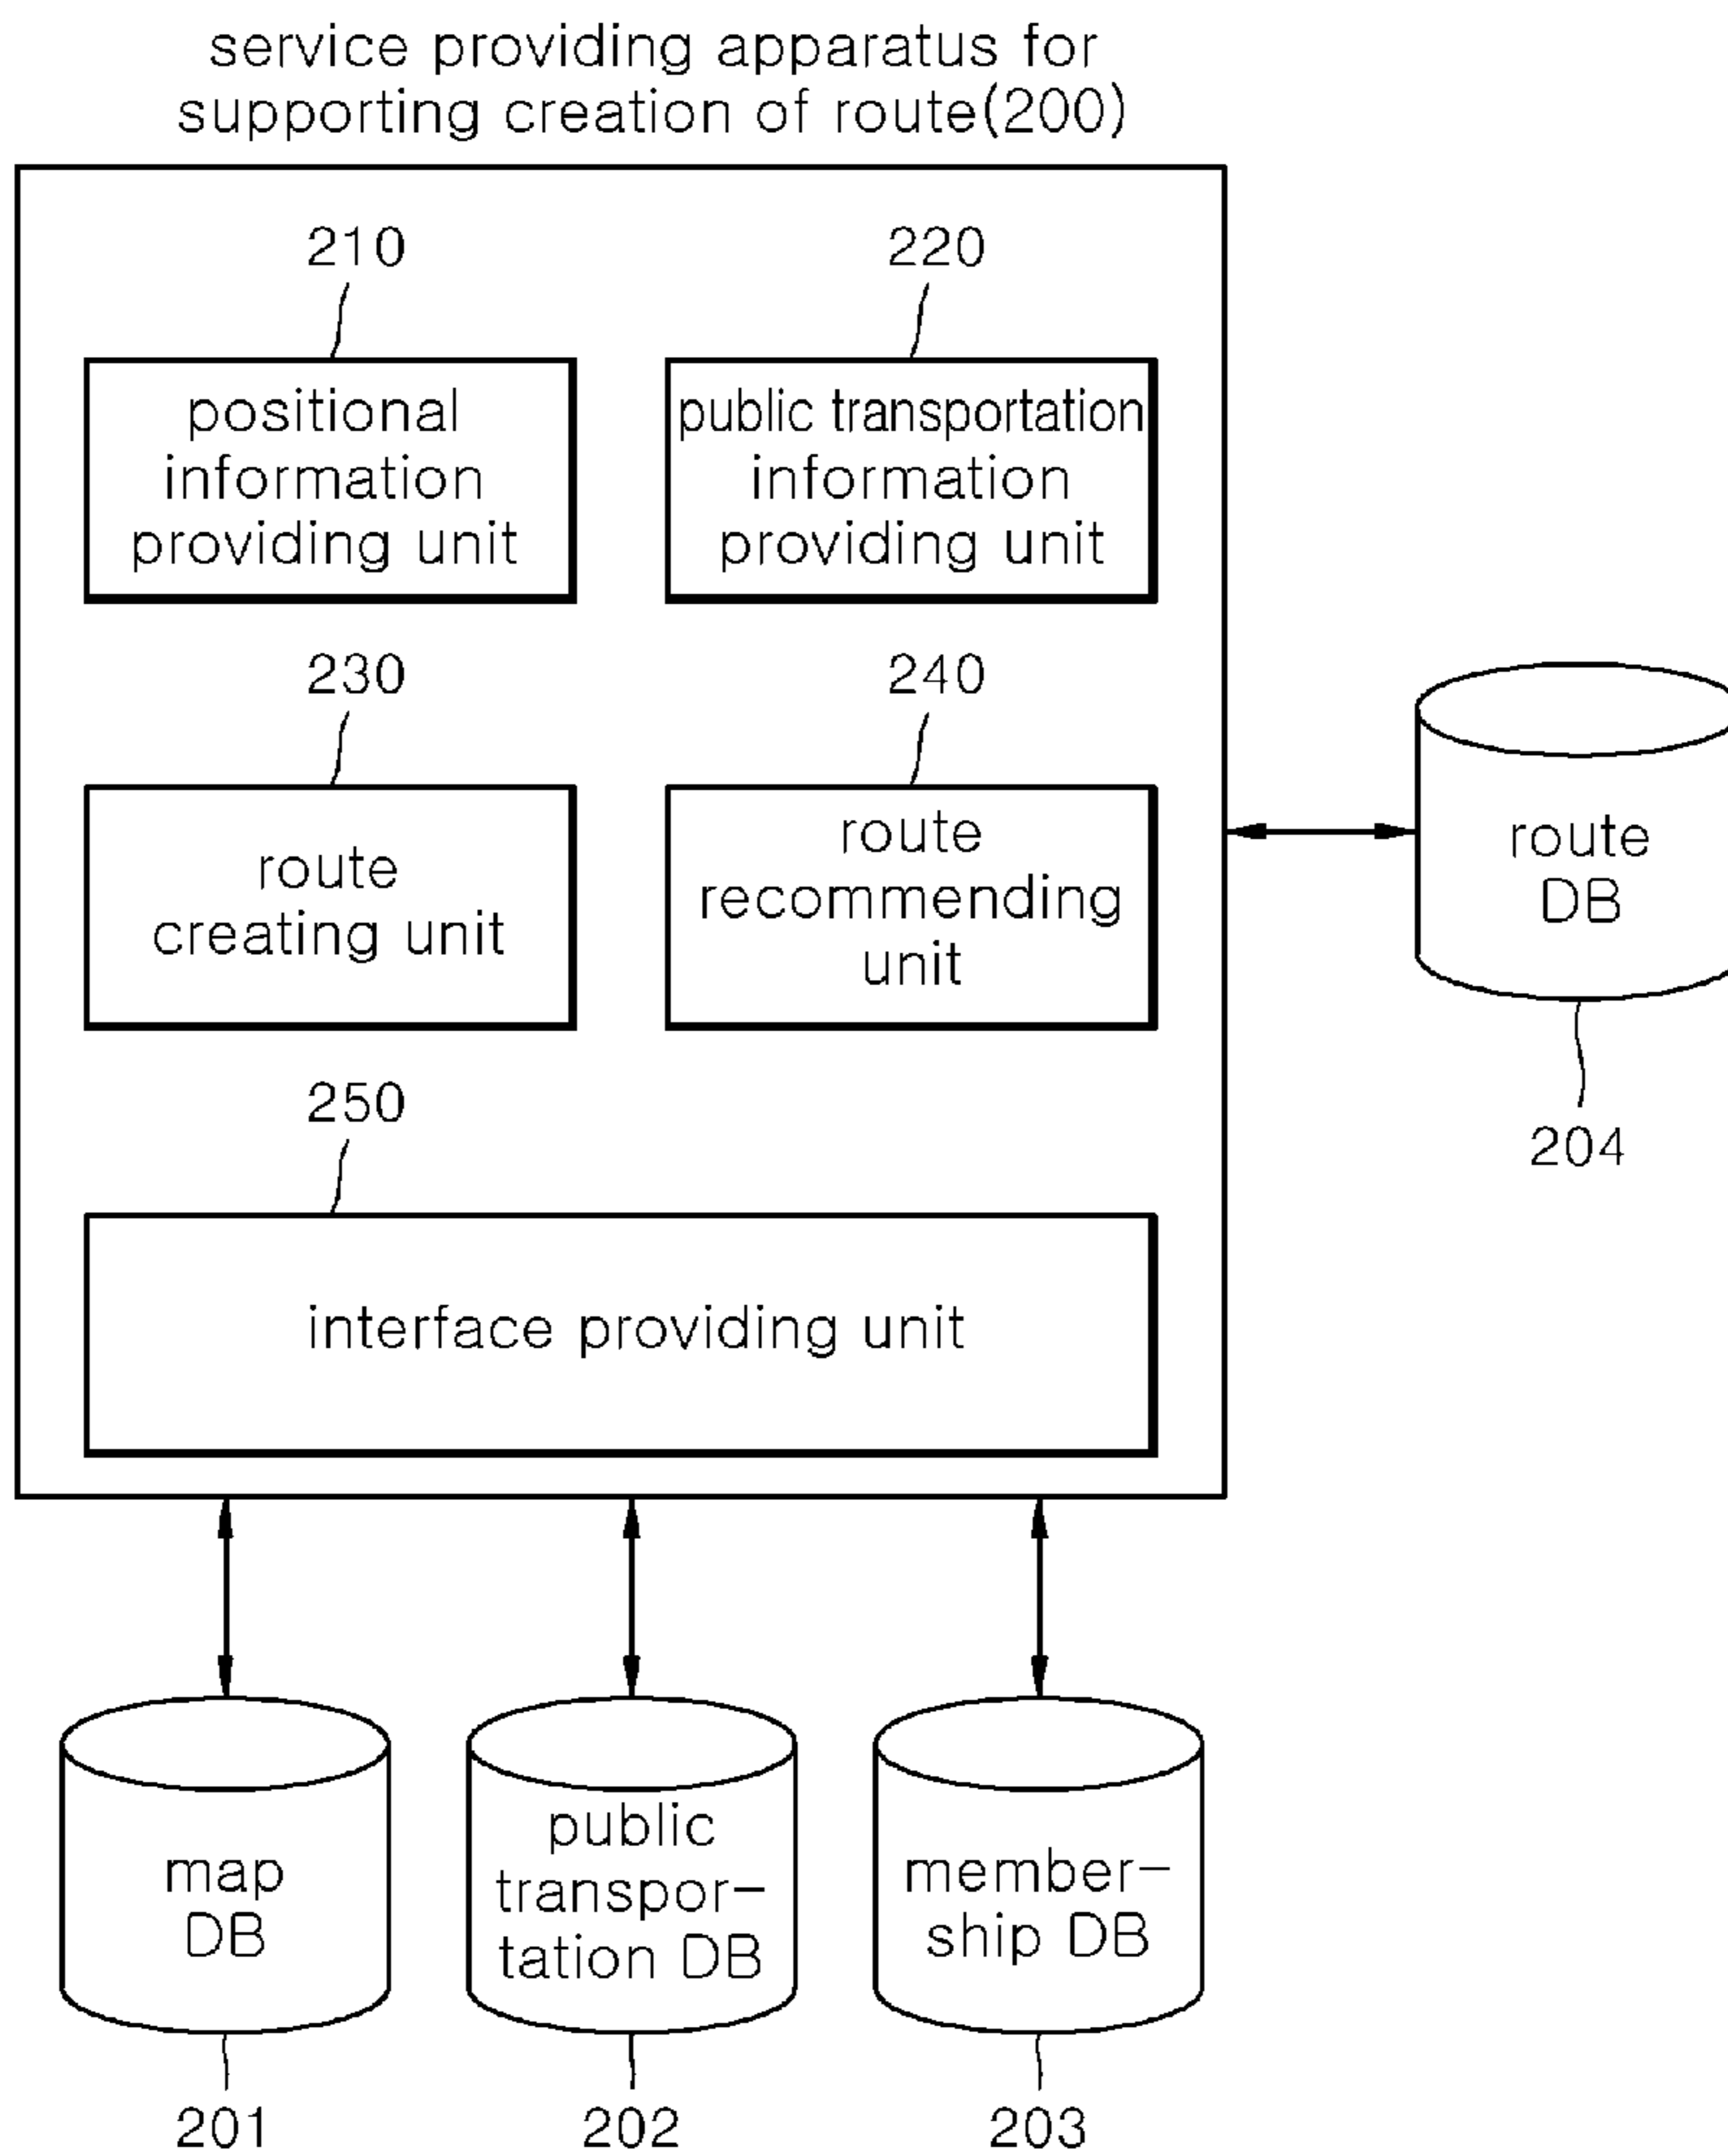 service providing apparatus for
supporting creation of route(200)
210
positional
information
providing unit
220
public transportation
information
providing unit
230
route
creating unit
240
route
recommending
unit
250
interface providing unit
route
DB
204
map
DB
201
public
transpor-
tation DB
202
member-
ship DB
203